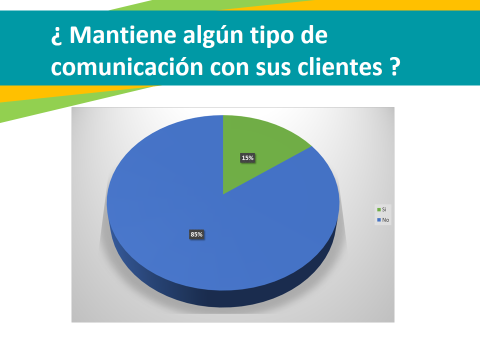 ¿ Mantiene algún tipo de
comunicación con sus clientes ?
15%
85%
Si
No